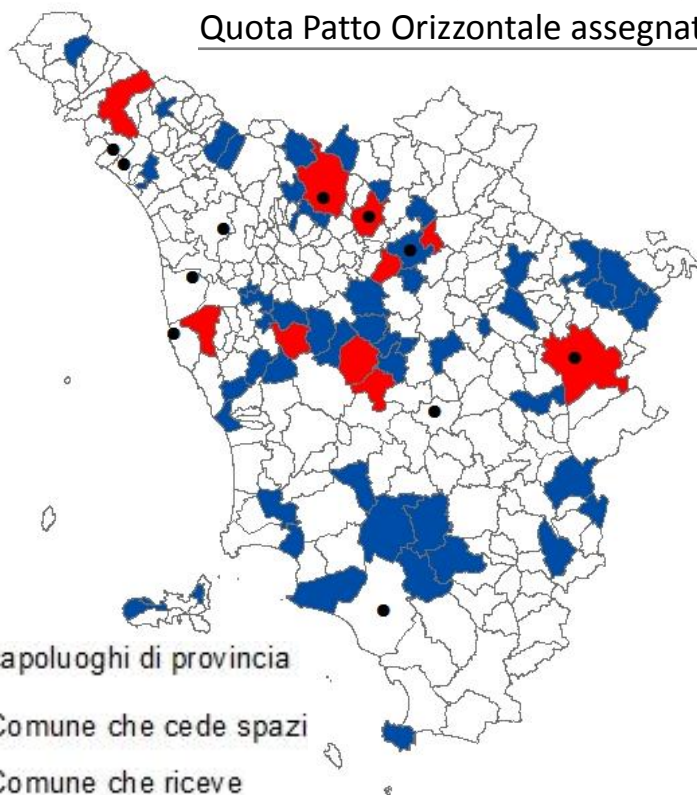 Quota Patto Orizzontale assegnat
apoluoghi di provincia
Comune che cede spazi
Comune che riceve